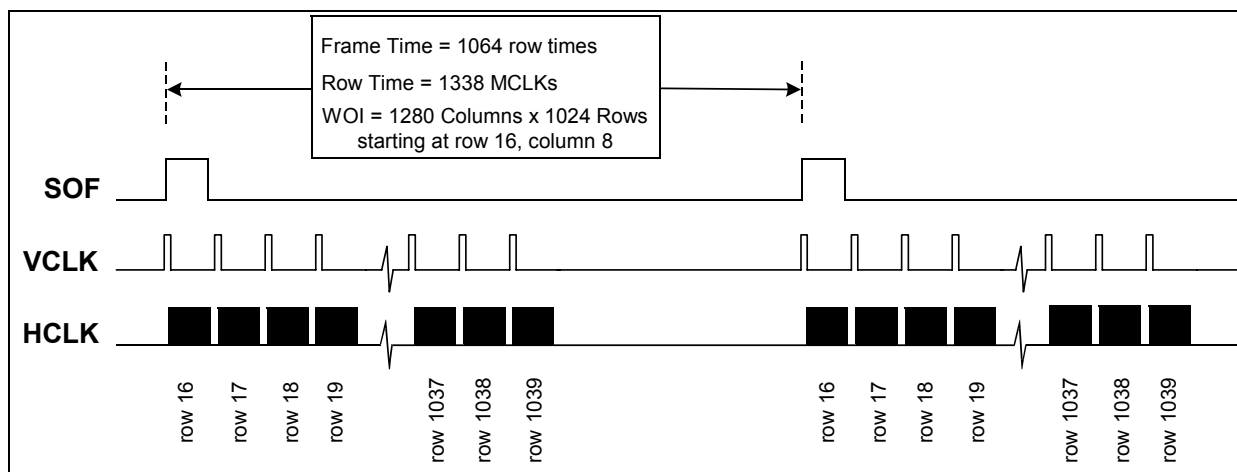 Frame Time = 1064 row times
Row Time = 1338 MCLKs
WOI = 1280 Columns x 1024 Rows
starting at row 16, column 8
SOF
VCLK
HCLK
row 16
row 17
row 18
row 19
row 1037
row 1038
row 1039
row 16
row 17
row 18
row 19
row 1037
row 1038
row 1039